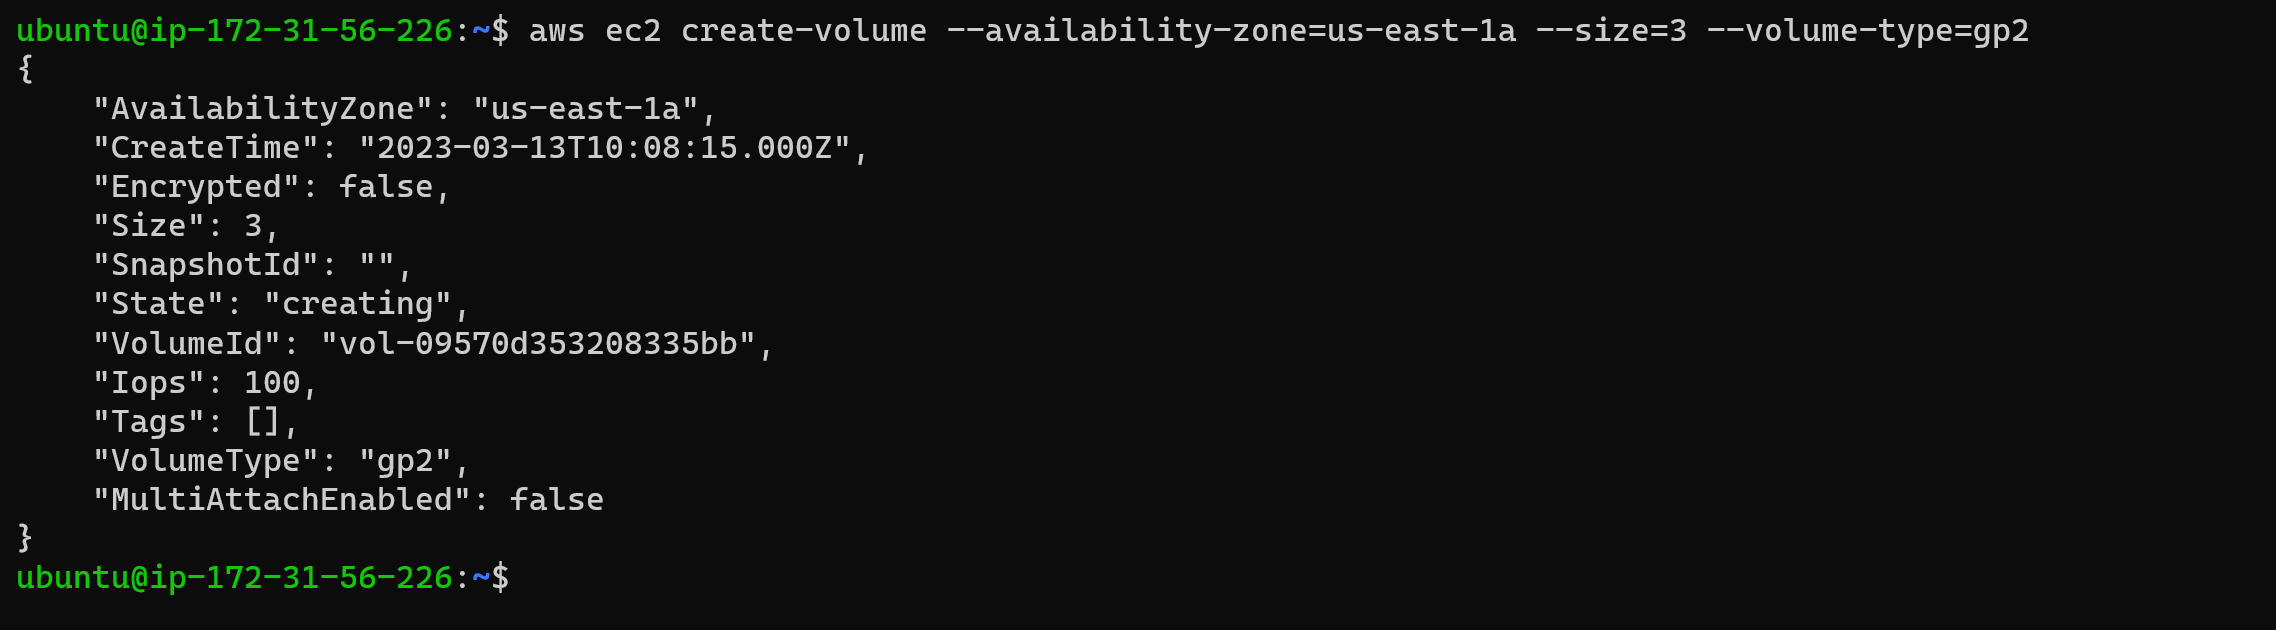 ubuntu@ip-172-31-56-226:~$ aws ec2 create-volume --availability-zone=us-east-1a --size=3 --volume-type=gp2
{
    "AvailabilityZone": "us-east-1a",
    "CreateTime": "2023-03-13T10:08:15.000Z",
    "Encrypted": false,
    "Size": 3,
    "SnapshotId": "",
    "State": "creating",
    "VolumeId": "vol-09570d353208335bb",
    "Iops": 100,
    "Tags": [],
    "VolumeType": "gp2",
    "MultiAttachEnabled": false
}
ubuntu@ip-172-31-56-226:~$